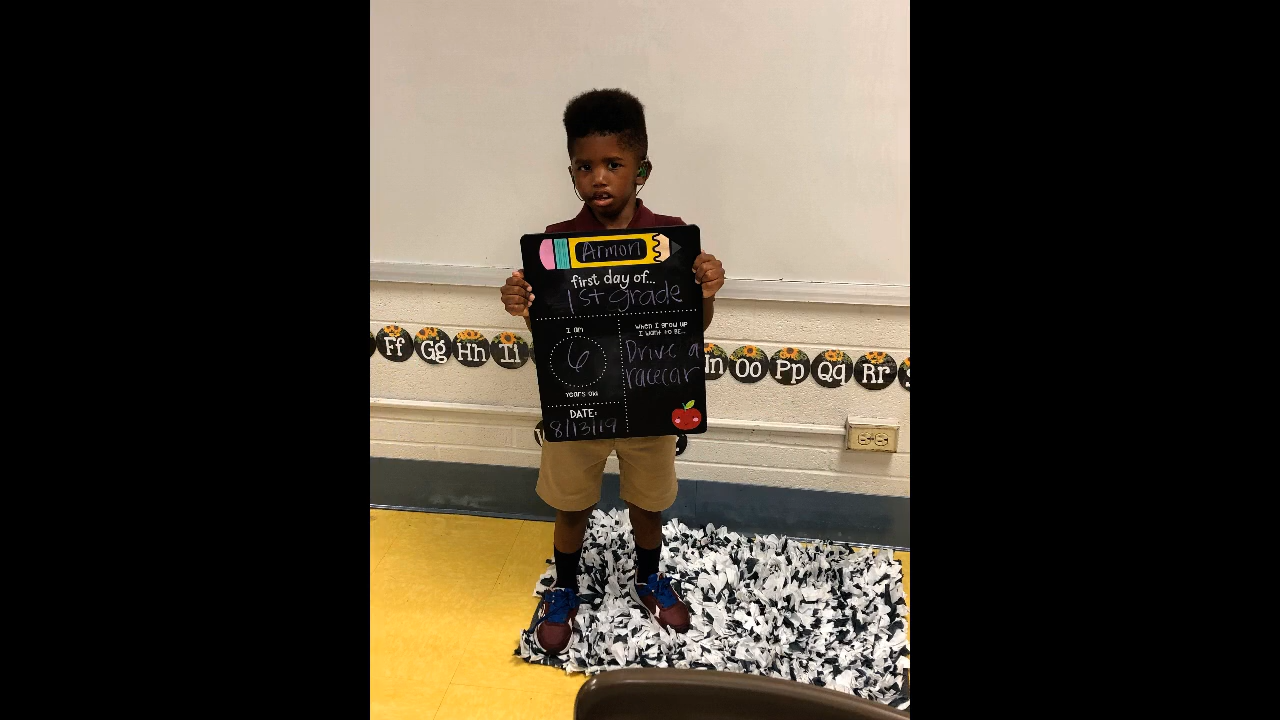 Armon
first day of...
1st grade
I am
6
years old
When I grow up
I want to be...
Drive a
racecar
DATE:
8/13/19
Ff Gg Hh Ii
Oo Pp Qq Rr